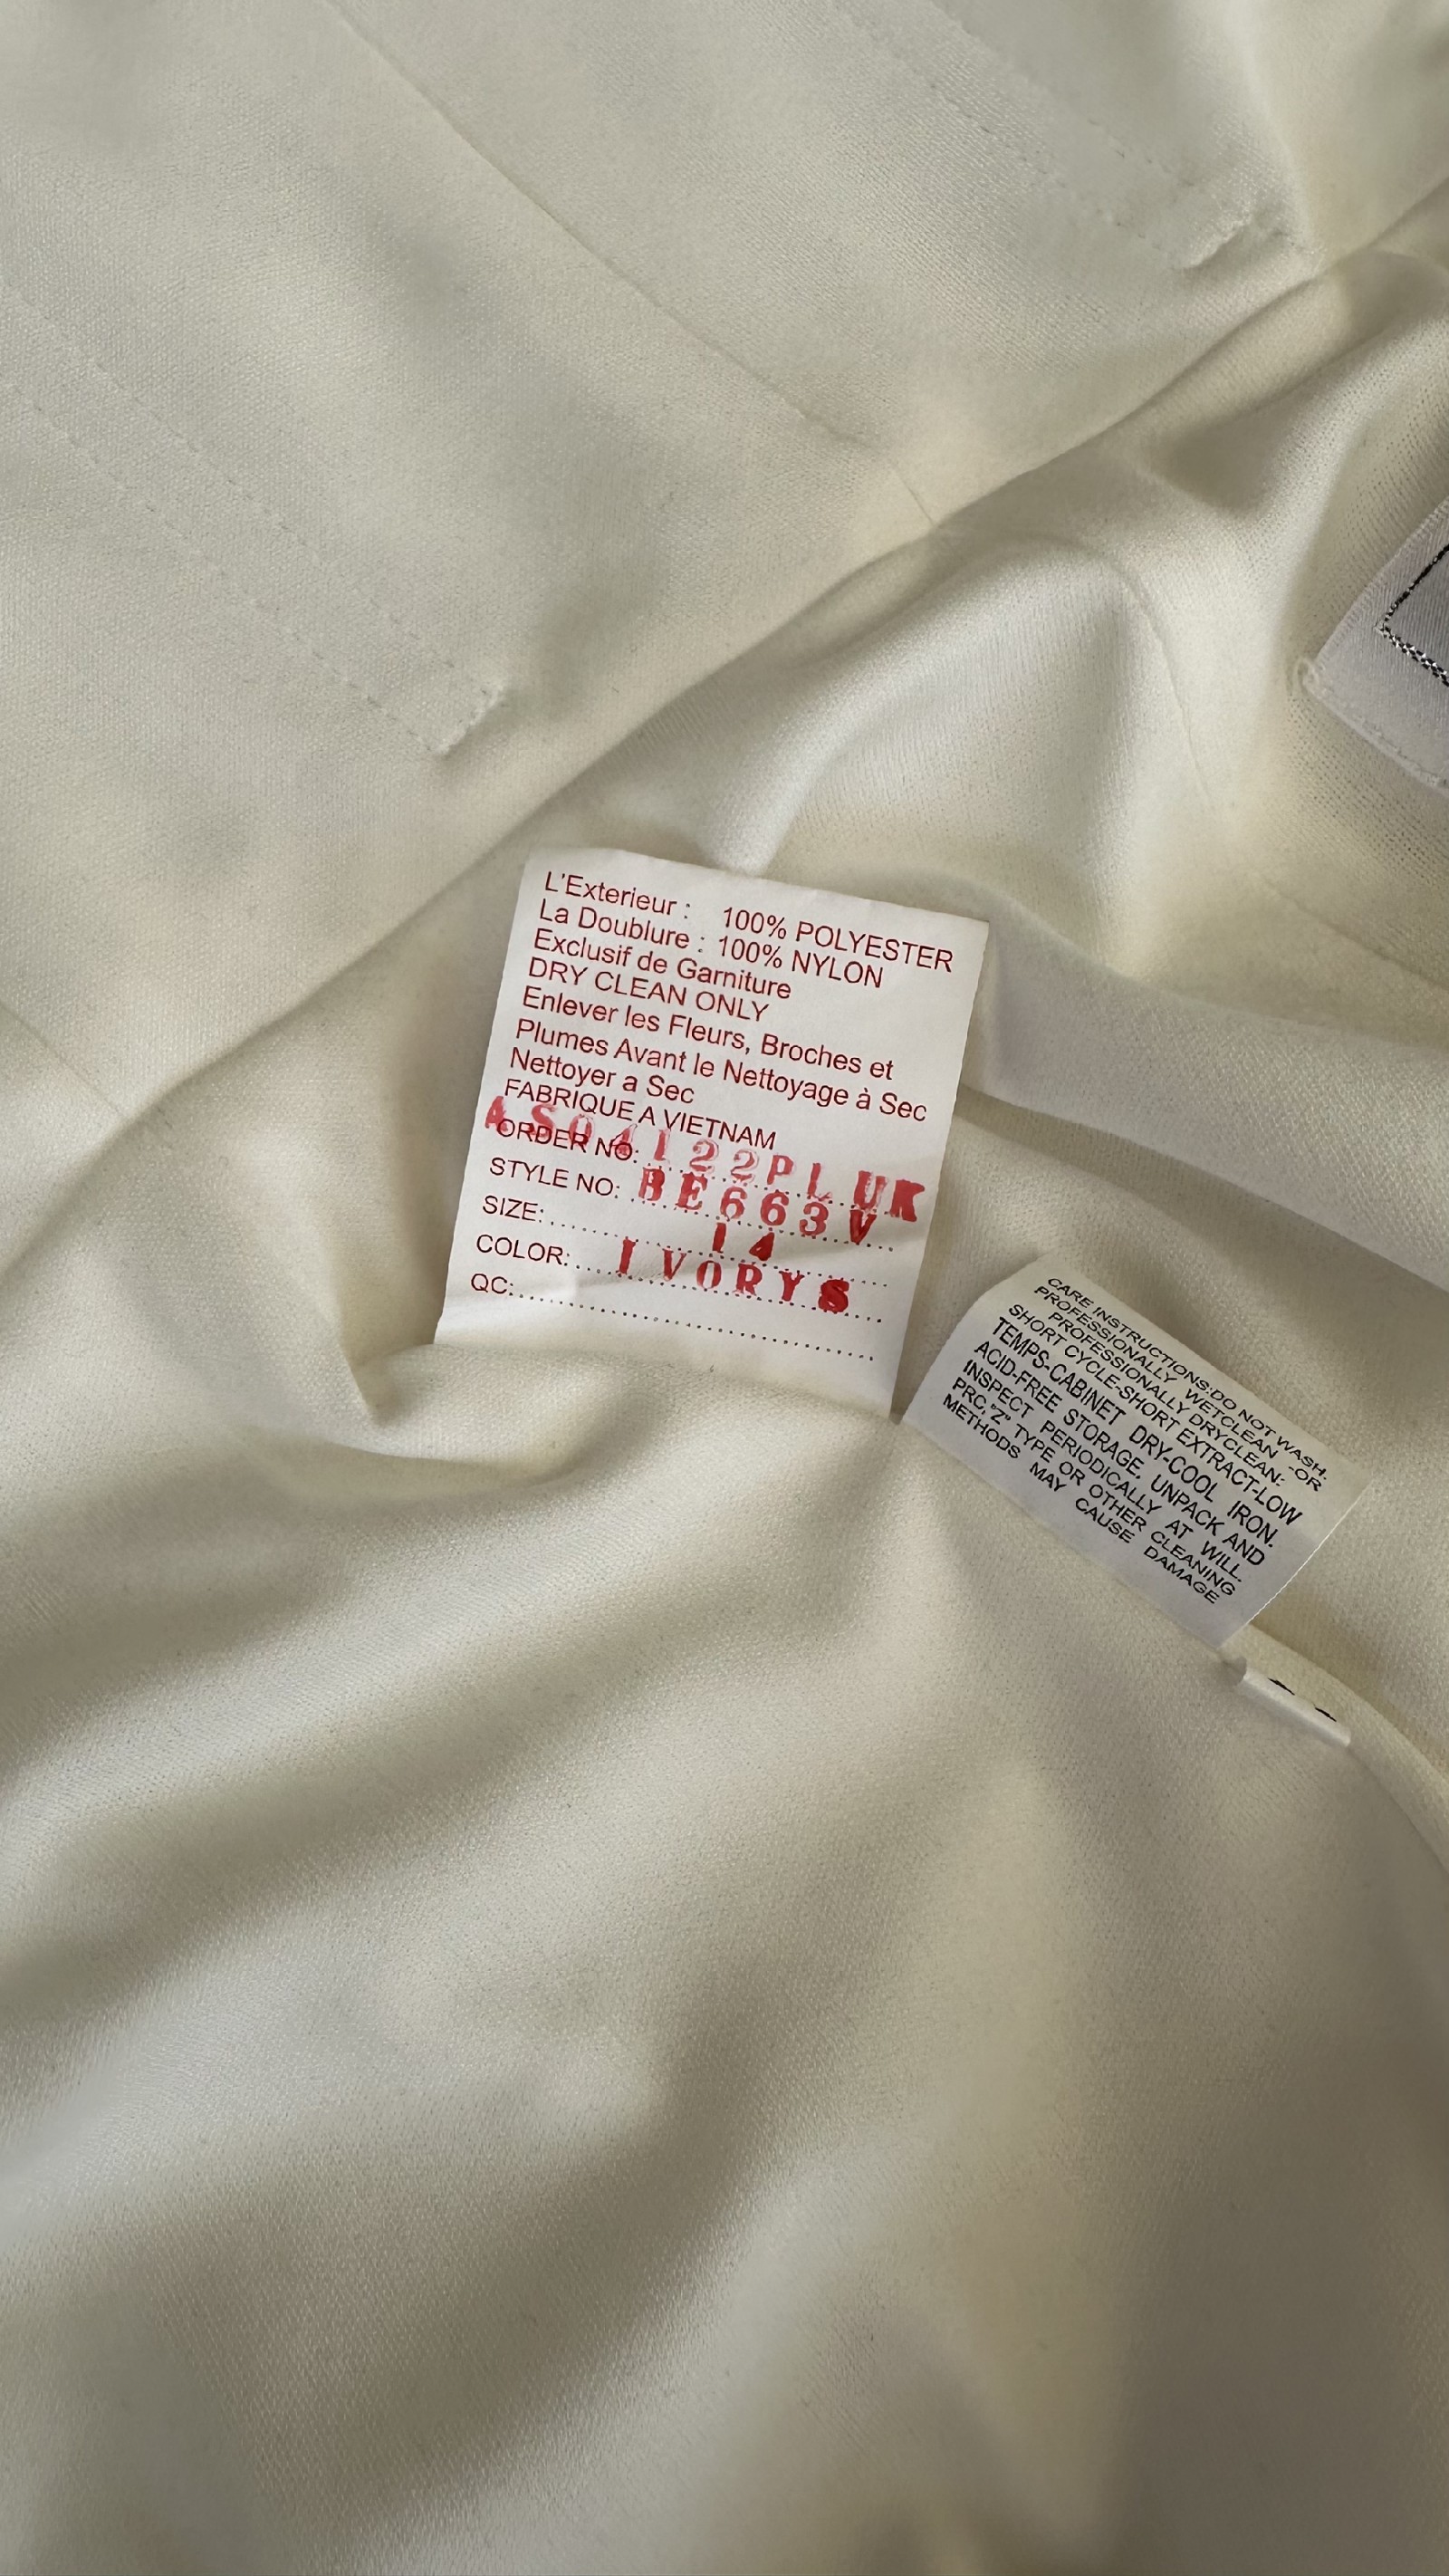 L'Exterieur : 100% POLYESTER
La Doublure : 100% NYLON
Exclusif de Garniture
DRY CLEAN ONLY
Enlever les Fleurs, Broches et
Plumes Avant le Nettoyage à Sec
Nettoyer a Sec
FABRIQUE A VIETNAM
ORDER NO: AS04122PL UK
STYLE NO: BE663V
SIZE: 14
COLOR: IVORYS
QC:
CARE INSTRUCTIONS:DO NOT WASH.
PROFESSIONALLY WETCLEAN -OR
PROFESSIONALLY DRYCLEAN:
SHORT CYCLE-SHORT EXTRACT-LOW
TEMPS-CABINET DRY-COOL IRON.
ACID-FREE STORAGE, UNPACK AND
INSPECT PERIODICALLY AT WILL.
PRC,"Z" TYPE OR OTHER CLEANING
METHODS MAY CAUSE DAMAGE